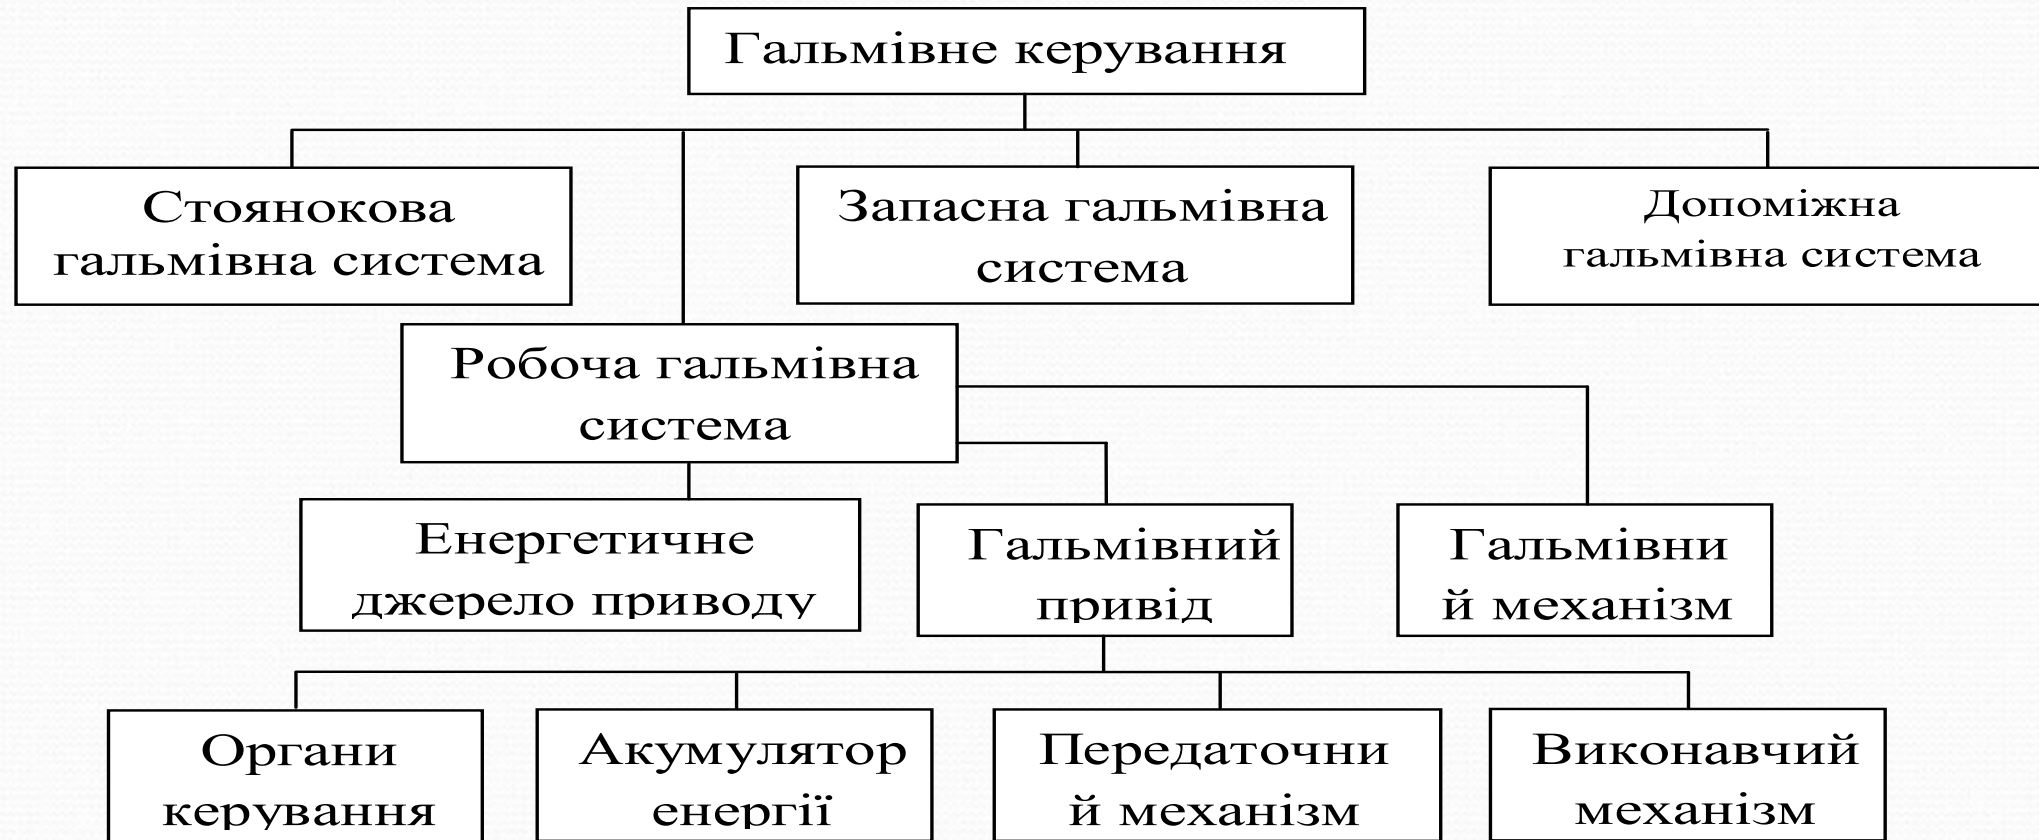 Гальмівне керування
Стоянокова
гальмівна система
Запасна гальмівна
система
Допоміжна
гальмівна система
Робоча гальмівна
система
Енергетичне
джерело приводу
Гальмівний
привід
Гальмівни
й механізм
Органи
керування
Акумулятор
енергії
Передаточни
й механізм
Виконавчий
механізм